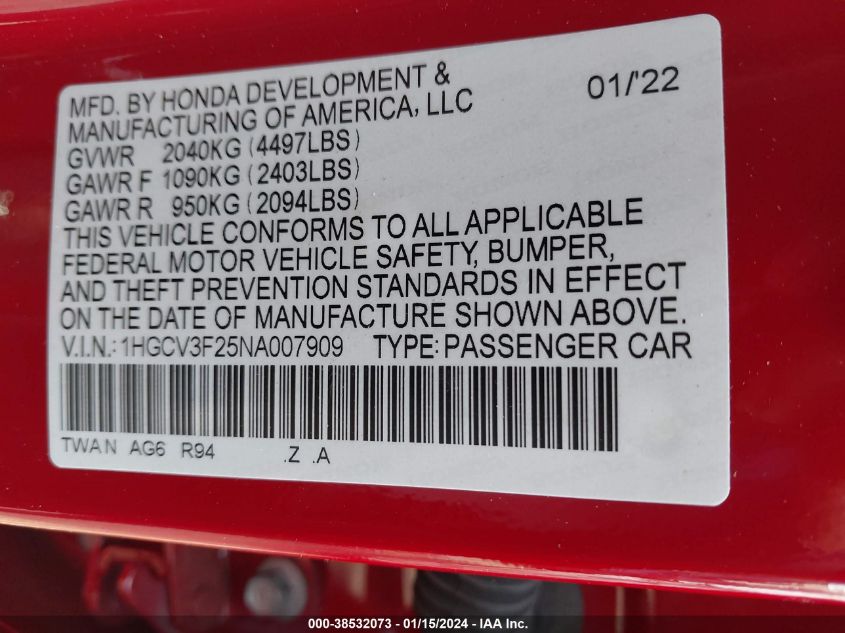 MFD. BY HONDA DEVELOPMENT & 01/'22
MANUFACTURING OF AMERICA, LLC
GVWR 2040KG (4497LBS)
GAWR F 1090KG (2403LBS)
GAWR R 950KG (2094LBS)
THIS VEHICLE CONFORMS TO ALL APPLICABLE
FEDERAL MOTOR VEHICLE SAFETY, BUMPER,
AND THEFT PREVENTION STANDARDS IN EFFECT
ON THE DATE OF MANUFACTURE SHOWN ABOVE.
V.I.N.: 1HGCV3F25NA007909 TYPE: PASSENGER CAR
TWAN AG6 R94 .Z .A
000-38532073 - 01/15/2024 - IAA Inc.